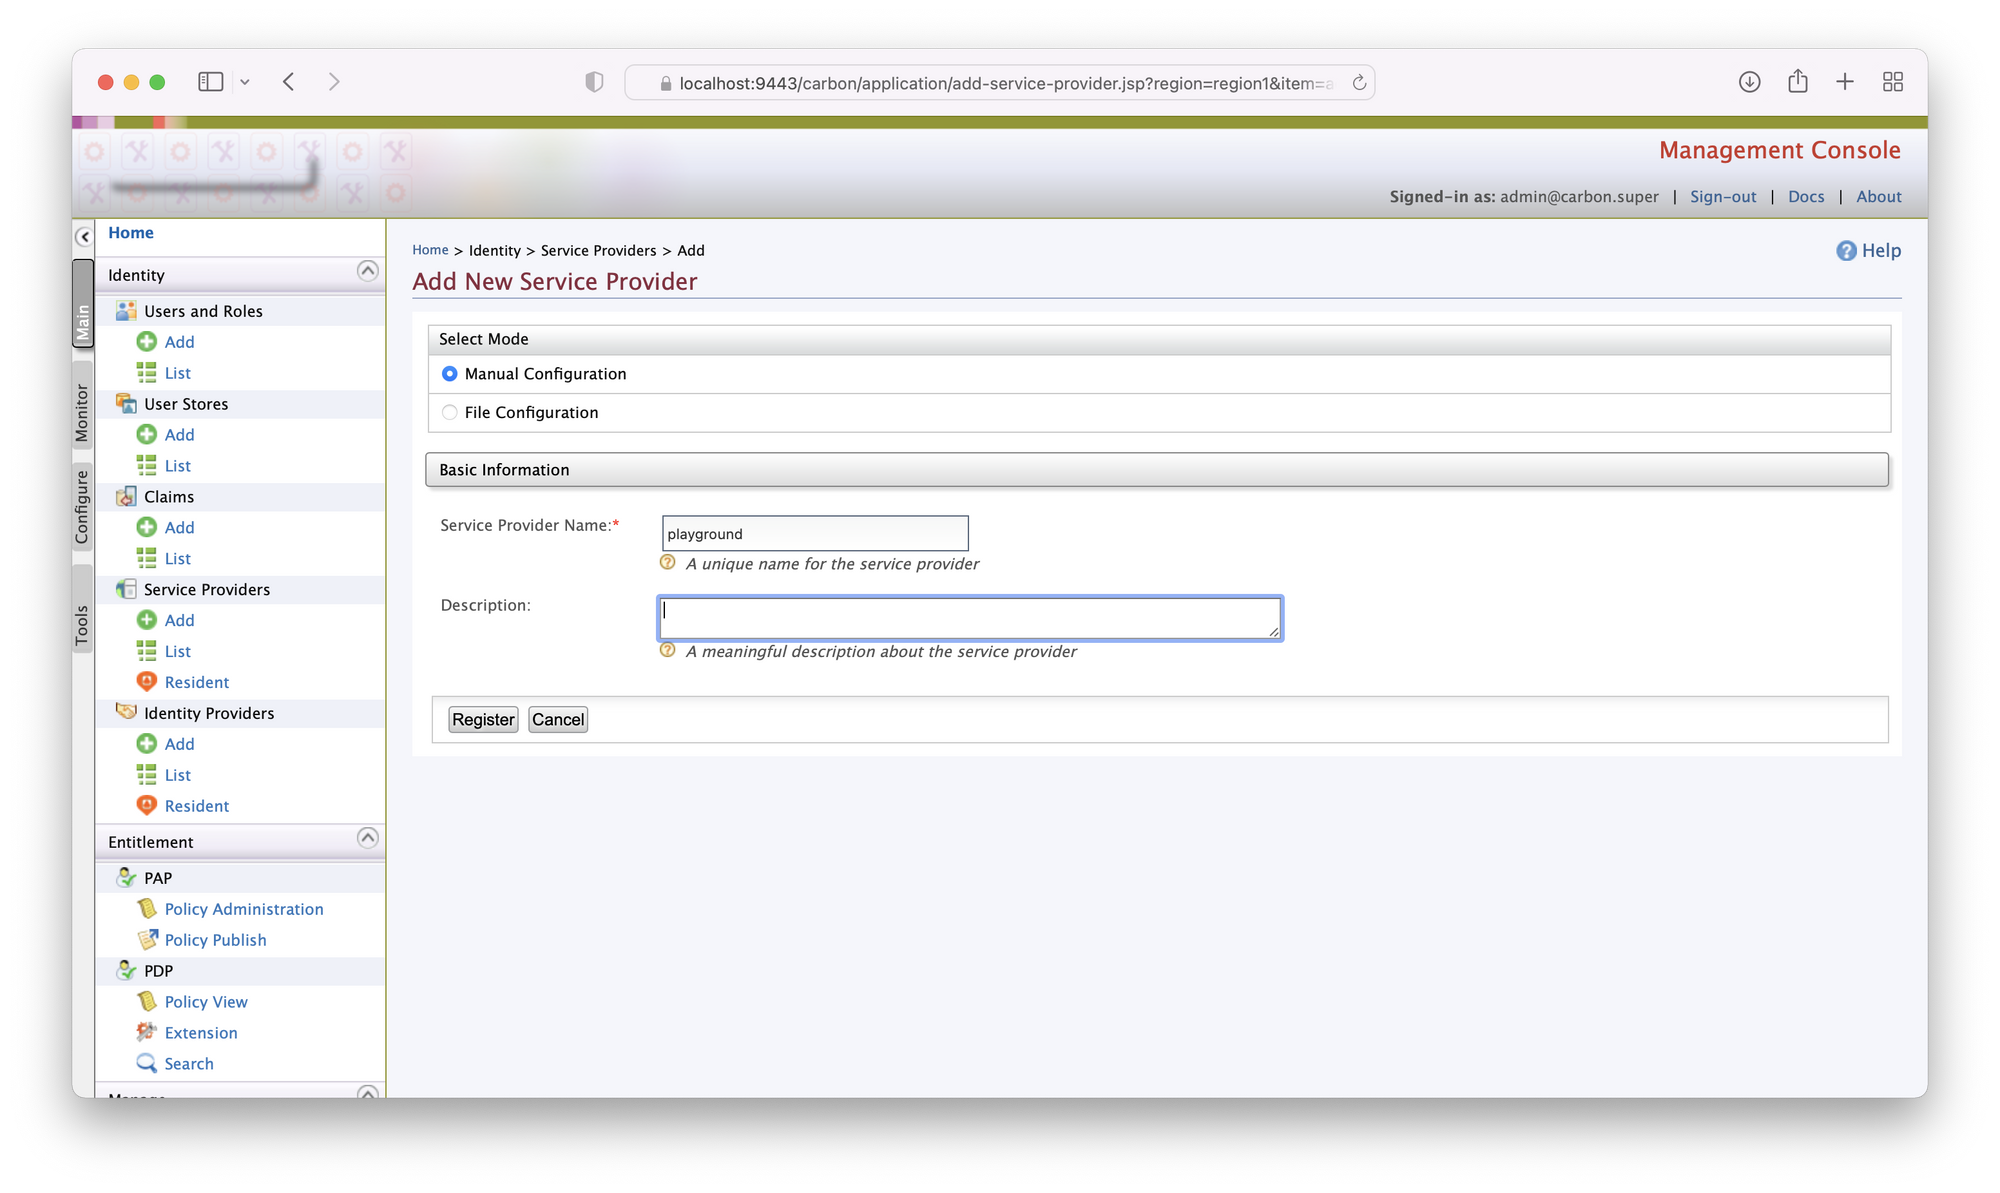 localhost:9443/carbon/application/add-service-provider.jsp?region=region1&item=a
Management Console
Signed-in as: admin@carbon.super | Sign-out | Docs | About
Main
Monitor
Configure
Tools
Home
Identity
Users and Roles
Add
List
User Stores
Add
List
Claims
Add
List
Service Providers
Add
List
Resident
Identity Providers
Add
List
Resident
Entitlement
PAP
Policy Administration
Policy Publish
PDP
Policy View
Extension
Search
Home > Identity > Service Providers > Add
Help
Add New Service Provider
Select Mode
Manual Configuration
File Configuration
Basic Information
Service Provider Name:*
playground
A unique name for the service provider
Description:
A meaningful description about the service provider
Register Cancel